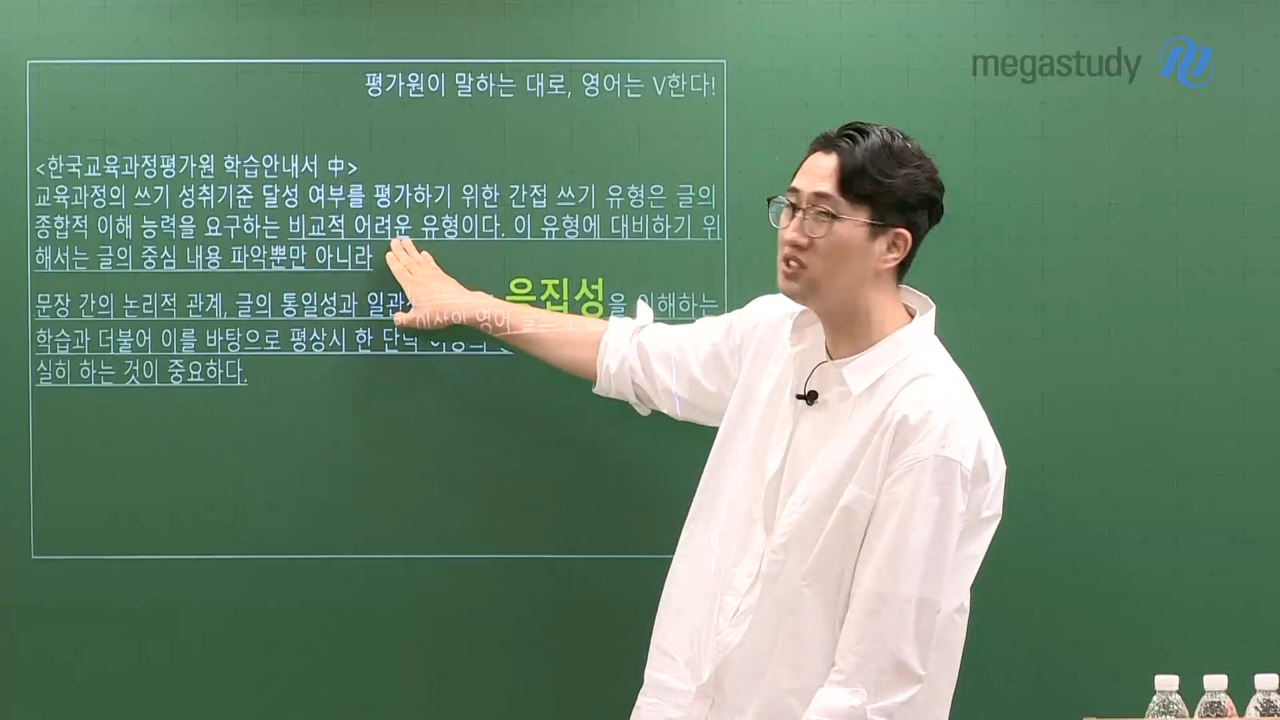 megastudy
평가원이 말하는 대로, 영어는 V한다!
<한국교육과정평가원 학습안내서 中>
교육과정의 쓰기 성취기준 달성 여부를 평가하기 위한 간접 쓰기 유형은 글의
종합적 이해 능력을 요구하는 비교적 어려운 유형이다. 이 유형에 대비하기 위
해서는 글의 중심 내용 파악뿐만 아니라
문장 간의 논리적 관계, 글의 통일성과 응집성을 이해하는
학습과 더불어 이를 바탕으로 평상시 한 단락 이상의 영어
실히 하는 것이 중요하다.